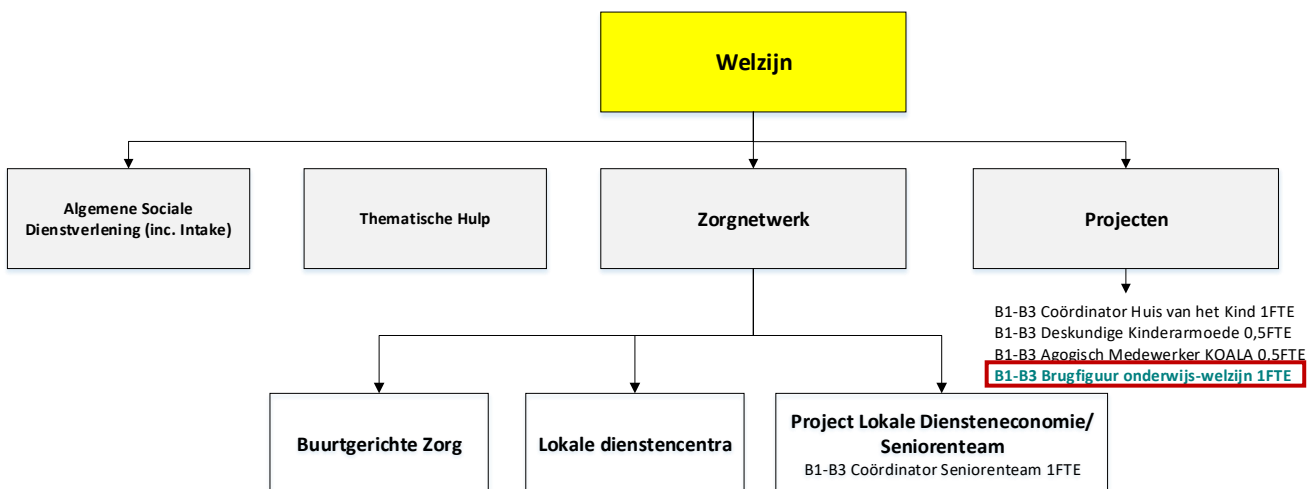 Welzijn
Algemene Sociale
Dienstverlening (inc. Intake)
Thematische Hulp
Zorgnetwerk
Projecten
B1-B3 Coördinator Huis van het Kind 1FTE
B1-B3 Deskundige Kinderarmoede 0,5FTE
B1-B3 Agogisch Medewerker KOALA 0,5FTE
B1-B3 Brugfiguur onderwijs-welzijn 1FTE
Buurtgerichte Zorg
Lokale dienstencentra
Project Lokale Diensteneconomie/
Seniorenteam
B1-B3 Coördinator Seniorenteam 1FTE